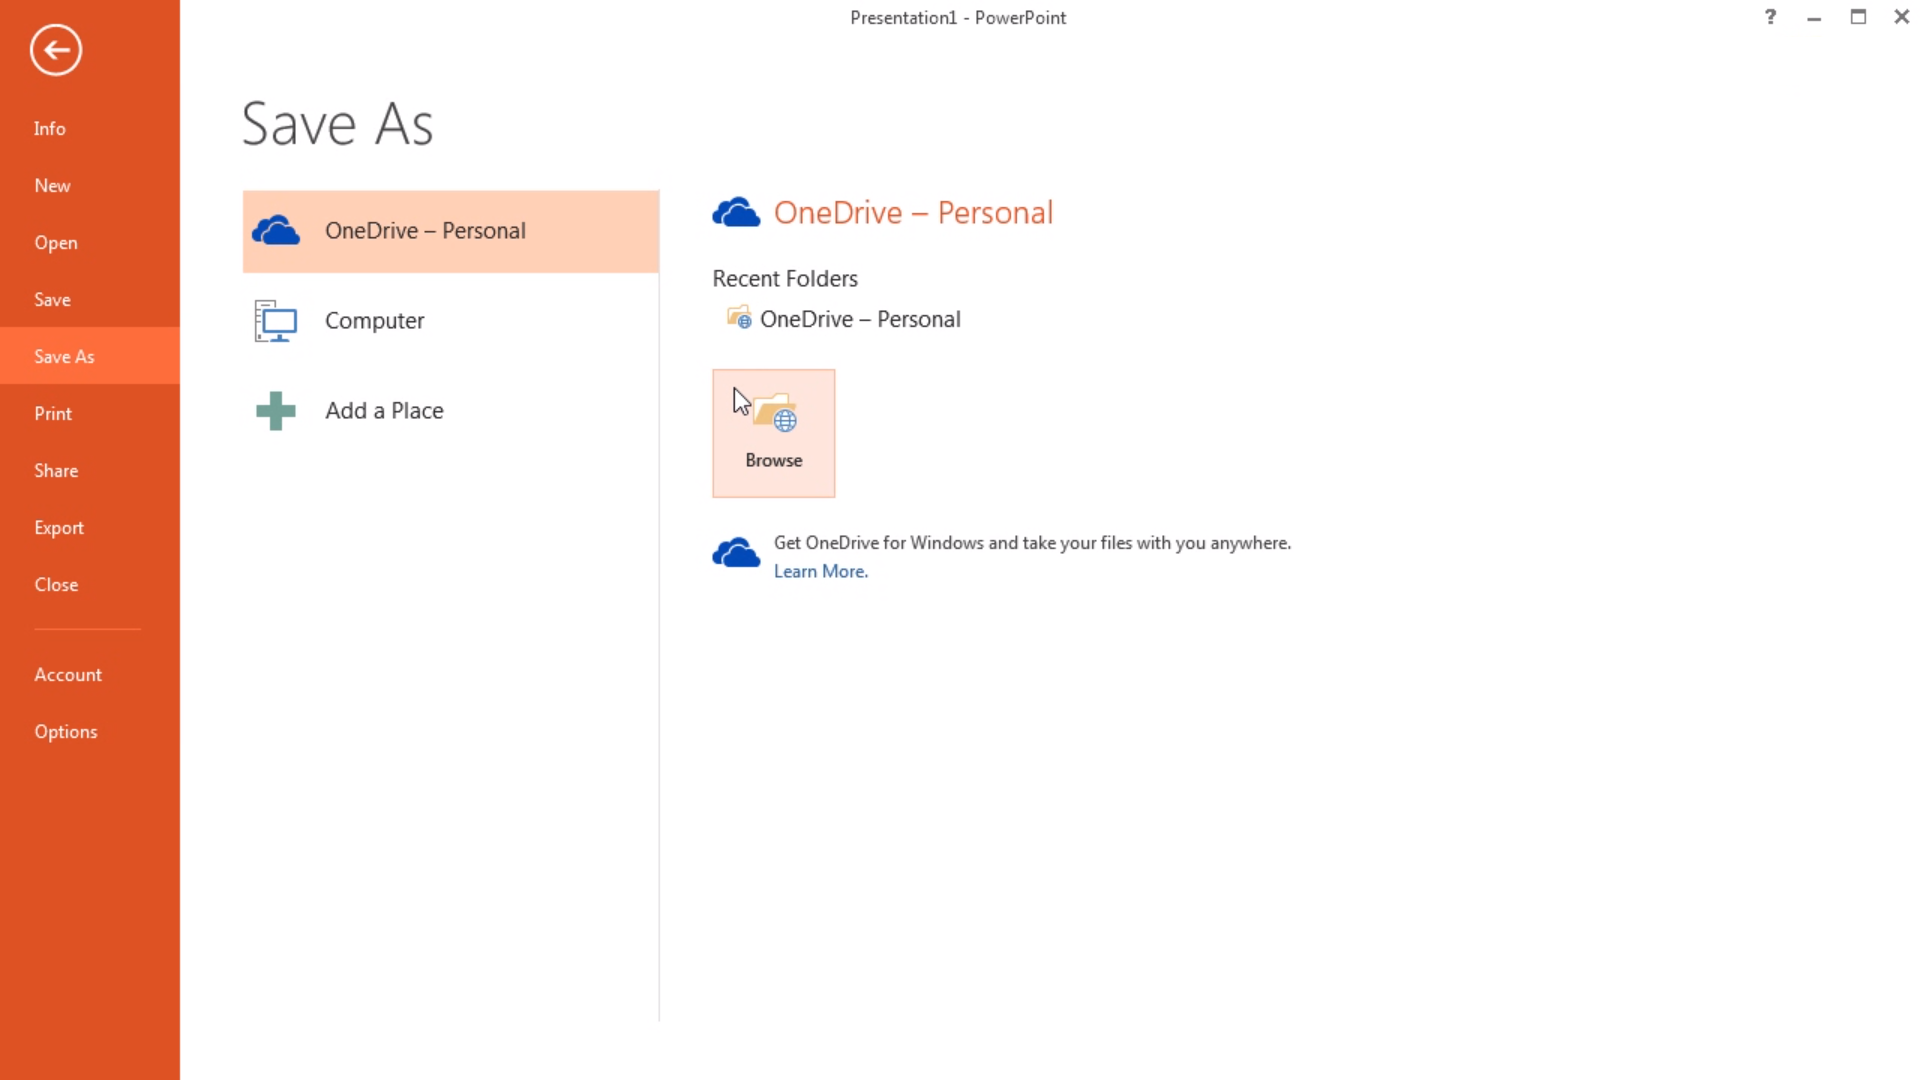 Presentation1 - PowerPoint
?
Info
New
Open
Save
Save As
Print
Share
Export
Close
Account
Options
Save As
OneDrive – Personal
Computer
Add a Place
OneDrive – Personal
Recent Folders
OneDrive – Personal
Browse
Get OneDrive for Windows and take your files with you anywhere.
Learn More.